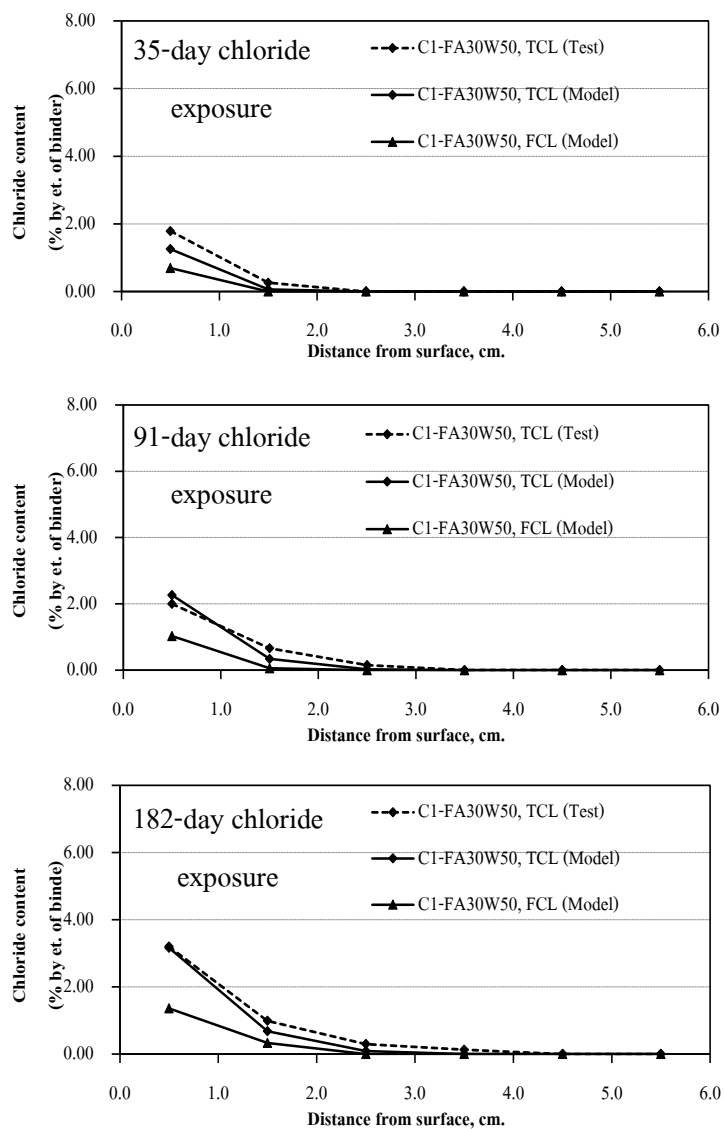 8.00
35-day chloride
exposure
C1-FA30W50, TCL (Test)
6.00
C1-FA30W50, TCL (Model)
4.00
C1-FA30W50, FCL (Model)
2.00
0.00
Chloride content
(% by et. of binder)
0.0 1.0 2.0 3.0 4.0 5.0 6.0
Distance from surface, cm.
8.00
91-day chloride
exposure
C1-FA30W50, TCL (Test)
6.00
C1-FA30W50, TCL (Model)
4.00
C1-FA30W50, FCL (Model)
2.00
0.00
Chloride content
(% by et. of binder)
0.0 1.0 2.0 3.0 4.0 5.0 6.0
Distance from surface, cm.
8.00
182-day chloride
exposure
C1-FA30W50, TCL (Test)
6.00
C1-FA30W50, TCL (Model)
4.00
C1-FA30W50, FCL (Model)
2.00
0.00
Chloride content
(% by et. of binde)
0.0 1.0 2.0 3.0 4.0 5.0 6.0
Distance from surface, cm.